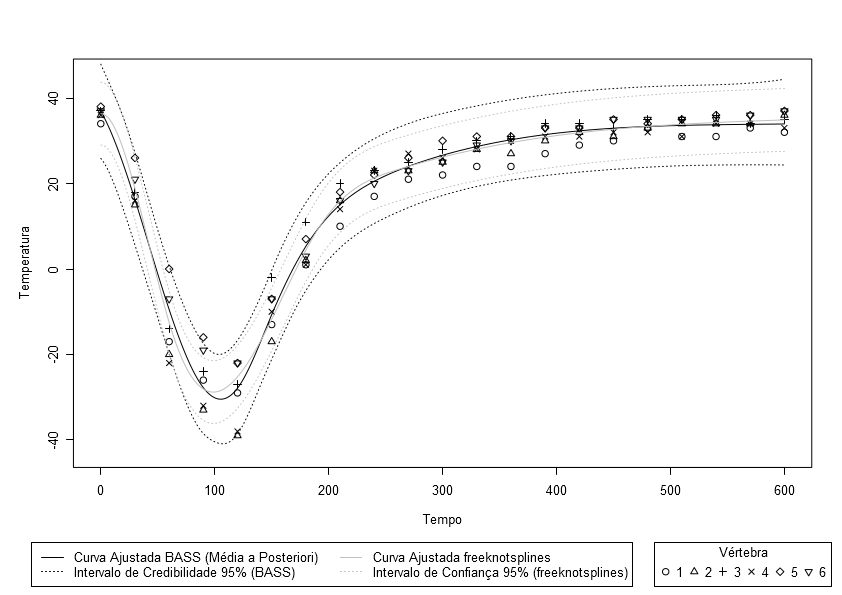 40
20
0
-20
-40
Temperatura
0 100 200 300 400 500 600
Tempo
Curva Ajustada BASS (Média a Posteriori)
Curva Ajustada freeknotsplines
Intervalo de Credibilidade 95% (BASS)
Intervalo de Confiança 95% (freeknotsplines)
Vértebra
1 2 3 4 5 6